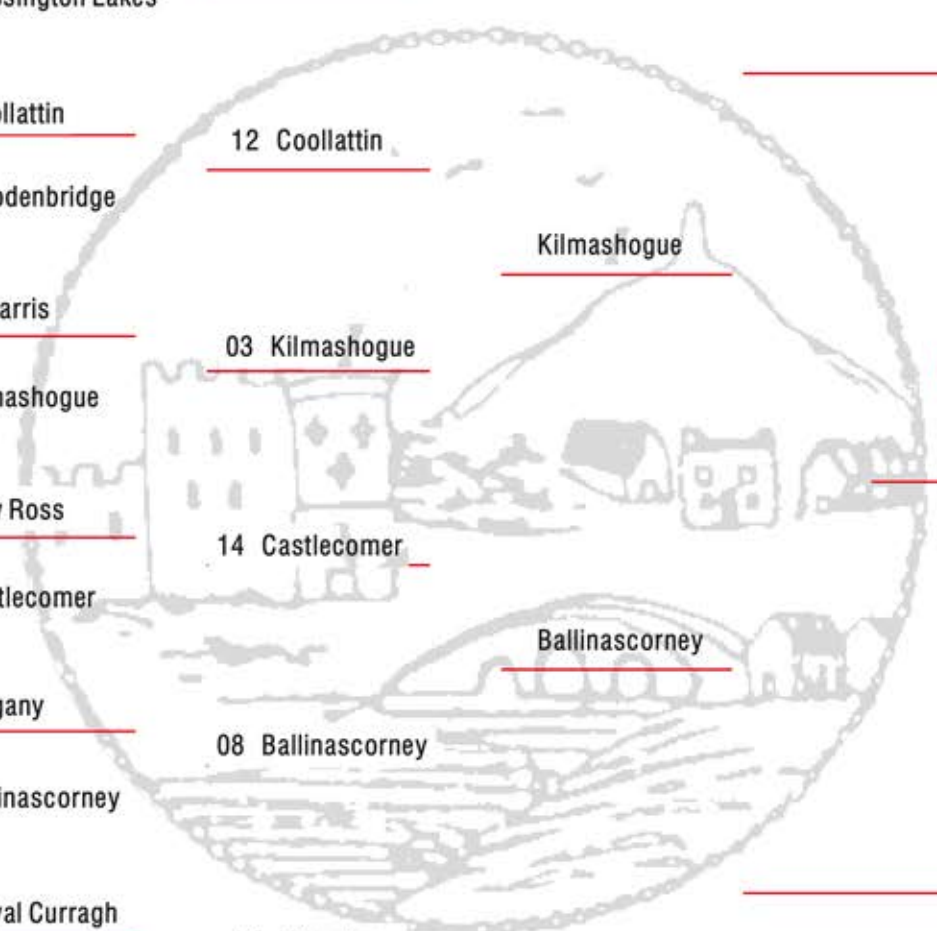 Lakes
ollattin
odenbridge
arris
ashogue
Ross
tlecomer
gany
inascorney
al Curragh
12 Coollattin
03 Kilmashogue
14 Castlecomer
08 Ballinascorney
Kilmashogue
Ballinascorney